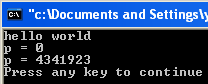 "c:\Documents and Settings\
hello world
p = 0
p = 4341923
Press any key to continue